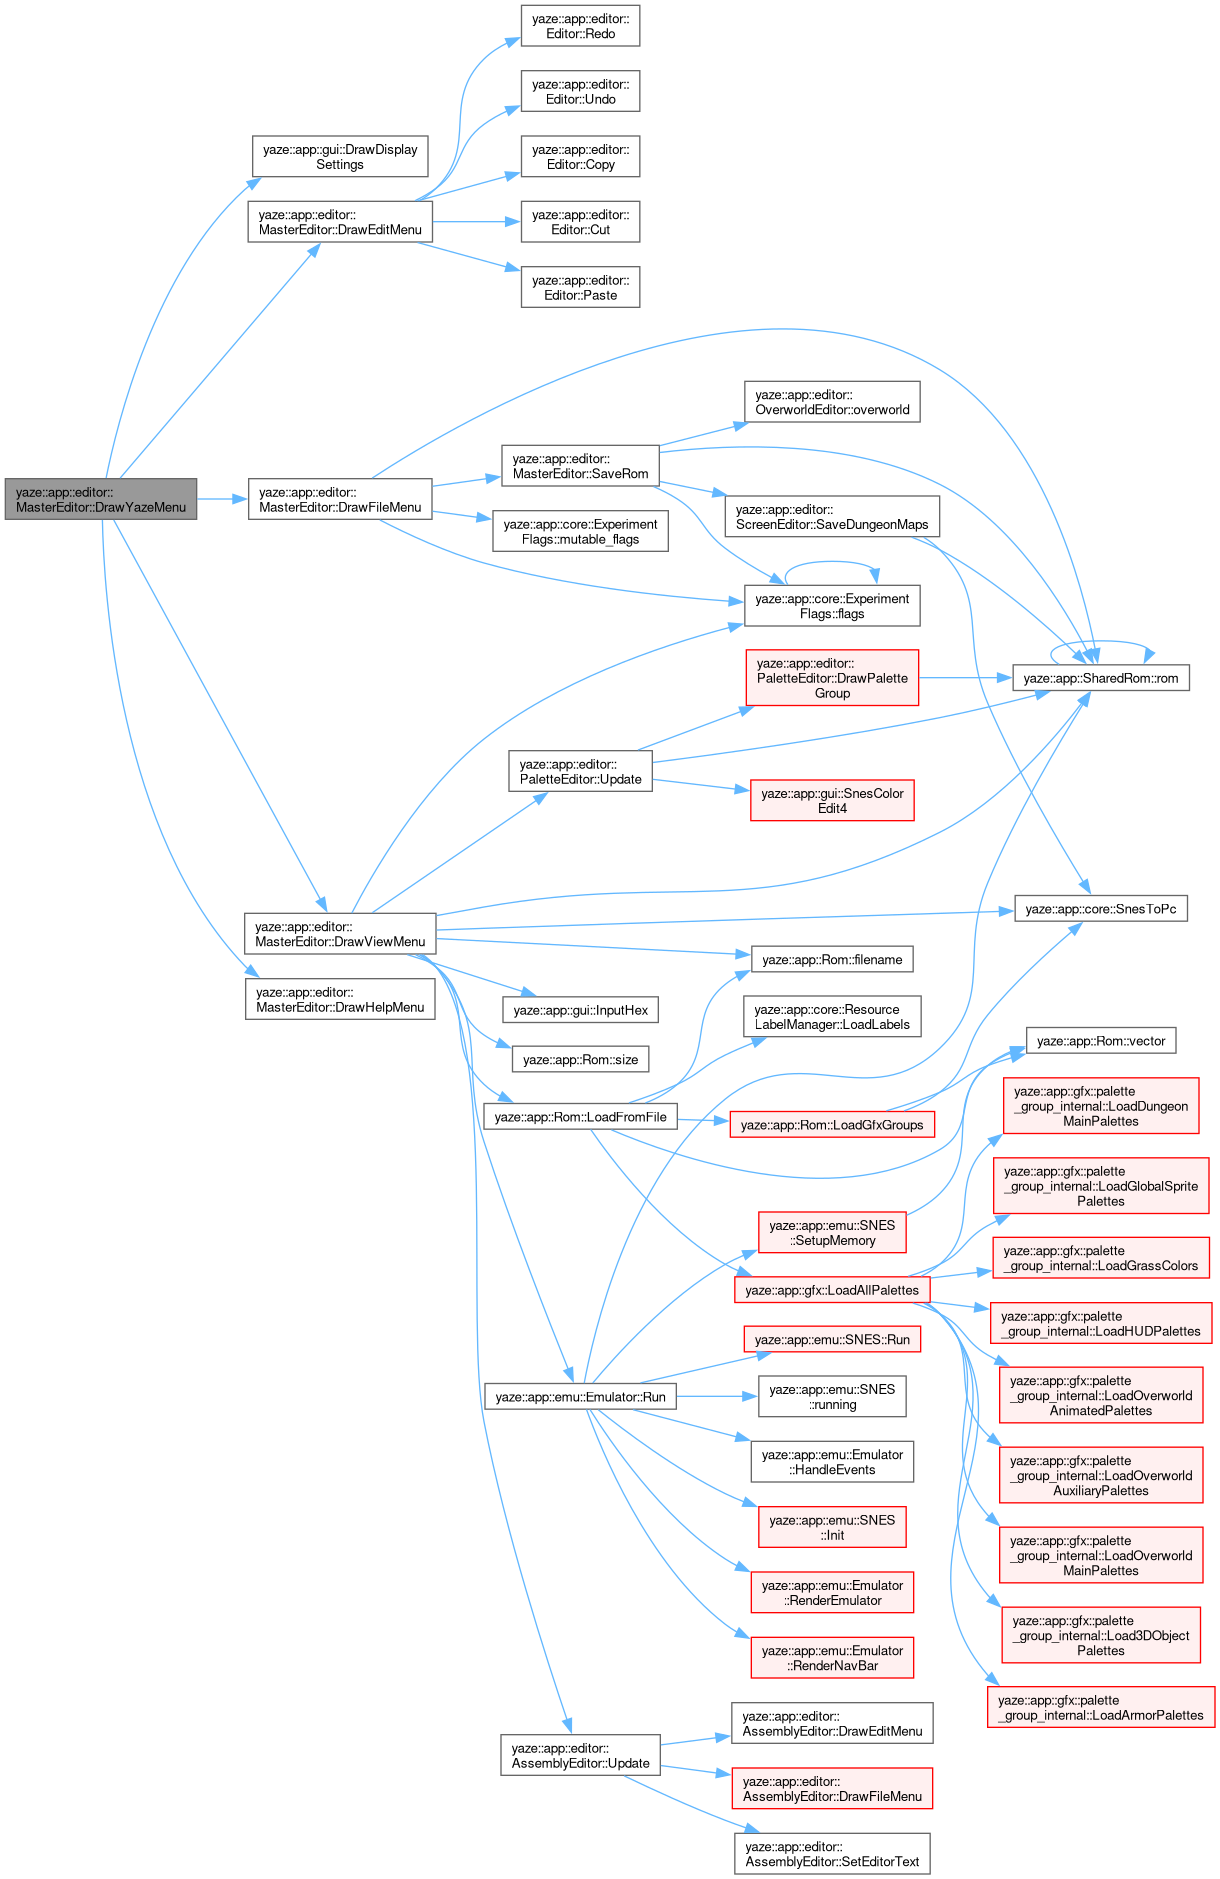 yaze::app::editor::
Editor::Redo
yaze::app::editor::
Editor::Undo
yaze::app::gui::DrawDisplay
Settings
yaze::app::editor::
Editor::Copy
yaze::app::editor::
MasterEditor::DrawEditMenu
yaze::app::editor::
Editor::Cut
yaze::app::editor::
Editor::Paste
yaze::app::editor::
OverworldEditor::overworld
yaze::app::editor::
MasterEditor::SaveRom
yaze::app::editor::
MasterEditor::DrawYazeMenu
yaze::app::editor::
MasterEditor::DrawFileMenu
yaze::app::editor::
ScreenEditor::SaveDungeonMaps
yaze::app::core::Experiment
Flags::mutable_flags
yaze::app::core::Experiment
Flags::flags
yaze::app::editor::
PaletteEditor::DrawPalette
Group
yaze::app::SharedRom::rom
yaze::app::editor::
PaletteEditor::Update
yaze::app::gui::SnesColor
Edit4
yaze::app::core::SnesToPc
yaze::app::editor::
MasterEditor::DrawViewMenu
yaze::app::Rom::filename
yaze::app::editor::
MasterEditor::DrawHelpMenu
yaze::app::gui::InputHex
yaze::app::core::Resource
LabelManager::LoadLabels
yaze::app::Rom::vector
yaze::app::Rom::size
yaze::app::Rom::LoadFromFile
yaze::app::Rom::LoadGfxGroups
yaze::app::gfx::palette
_group_internal::LoadDungeon
MainPalettes
yaze::app::gfx::palette
_group_internal::LoadGlobalSprite
Palettes
yaze::app::emu::SNES
::SetupMemory
yaze::app::gfx::palette
_group_internal::LoadGrassColors
yaze::app::gfx::LoadAllPalettes
yaze::app::gfx::palette
_group_internal::LoadHUDPalettes
yaze::app::emu::SNES::Run
yaze::app::emu::Emulator::Run
yaze::app::emu::SNES
::running
yaze::app::gfx::palette
_group_internal::LoadOverworld
AnimatedPalettes
yaze::app::emu::Emulator
::HandleEvents
yaze::app::gfx::palette
_group_internal::LoadOverworld
AuxiliaryPalettes
yaze::app::emu::SNES
::Init
yaze::app::gfx::palette
_group_internal::LoadOverworld
MainPalettes
yaze::app::emu::Emulator
::RenderEmulator
yaze::app::gfx::palette
_group_internal::Load3DObject
Palettes
yaze::app::emu::Emulator
::RenderNavBar
yaze::app::gfx::palette
_group_internal::LoadArmorPalettes
yaze::app::editor::
AssemblyEditor::DrawEditMenu
yaze::app::editor::
AssemblyEditor::Update
yaze::app::editor::
AssemblyEditor::DrawFileMenu
yaze::app::editor::
AssemblyEditor::SetEditorText